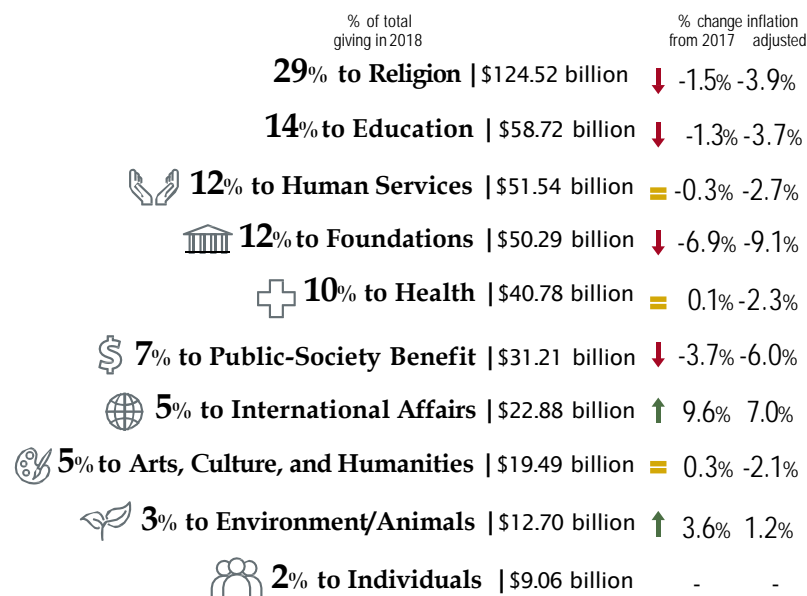 % of total
giving in 2018
% change inflation
from 2017 adjusted
29% to Religion | $124.52 billion -1.5% -3.9%
14% to Education | $58.72 billion -1.3% -3.7%
12% to Human Services | $51.54 billion = -0.3% -2.7%
12% to Foundations | $50.29 billion -6.9% -9.1%
10% to Health | $40.78 billion = 0.1% -2.3%
$ 7% to Public-Society Benefit | $31.21 billion -3.7% -6.0%
5% to International Affairs | $22.88 billion 9.6% 7.0%
5% to Arts, Culture, and Humanities | $19.49 billion = 0.3% -2.1%
3% to Environment/Animals | $12.70 billion 3.6% 1.2%
2% to Individuals | $9.06 billion - -